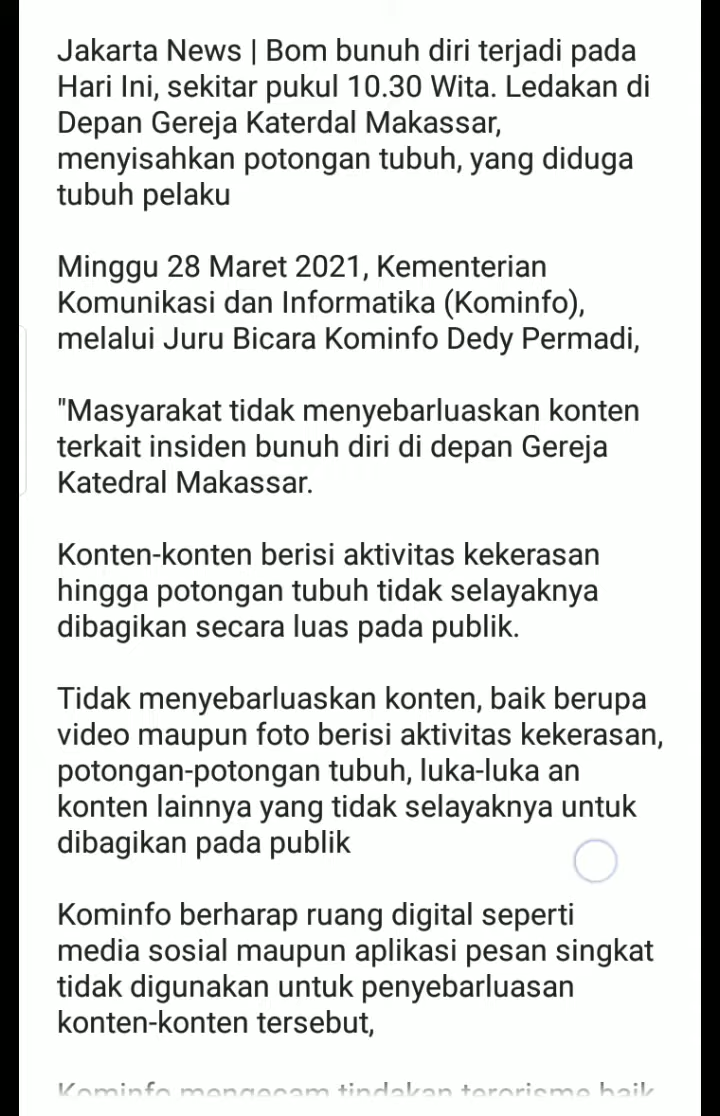 Jakarta News | Bom bunuh diri terjadi pada
Hari Ini, sekitar pukul 10.30 Wita. Ledakan di
Depan Gereja Katerdal Makassar,
menyisahkan potongan tubuh, yang diduga
tubuh pelaku
Minggu 28 Maret 2021, Kementerian
Komunikasi dan Informatika (Kominfo),
melalui Juru Bicara Kominfo Dedy Permadi,
"Masyarakat tidak menyebarluaskan konten
terkait insiden bunuh diri di depan Gereja
Katedral Makassar.
Konten-konten berisi aktivitas kekerasan
hingga potongan tubuh tidak selayaknya
dibagikan secara luas pada publik.
Tidak menyebarluaskan konten, baik berupa
video maupun foto berisi aktivitas kekerasan,
potongan-potongan tubuh, luka-luka an
konten lainnya yang tidak selayaknya untuk
dibagikan pada publik
Kominfo berharap ruang digital seperti
media sosial maupun aplikasi pesan singkat
tidak digunakan untuk penyebarluasan
konten-konten tersebut,
Kominfo mengecam tindakan terorisme baik